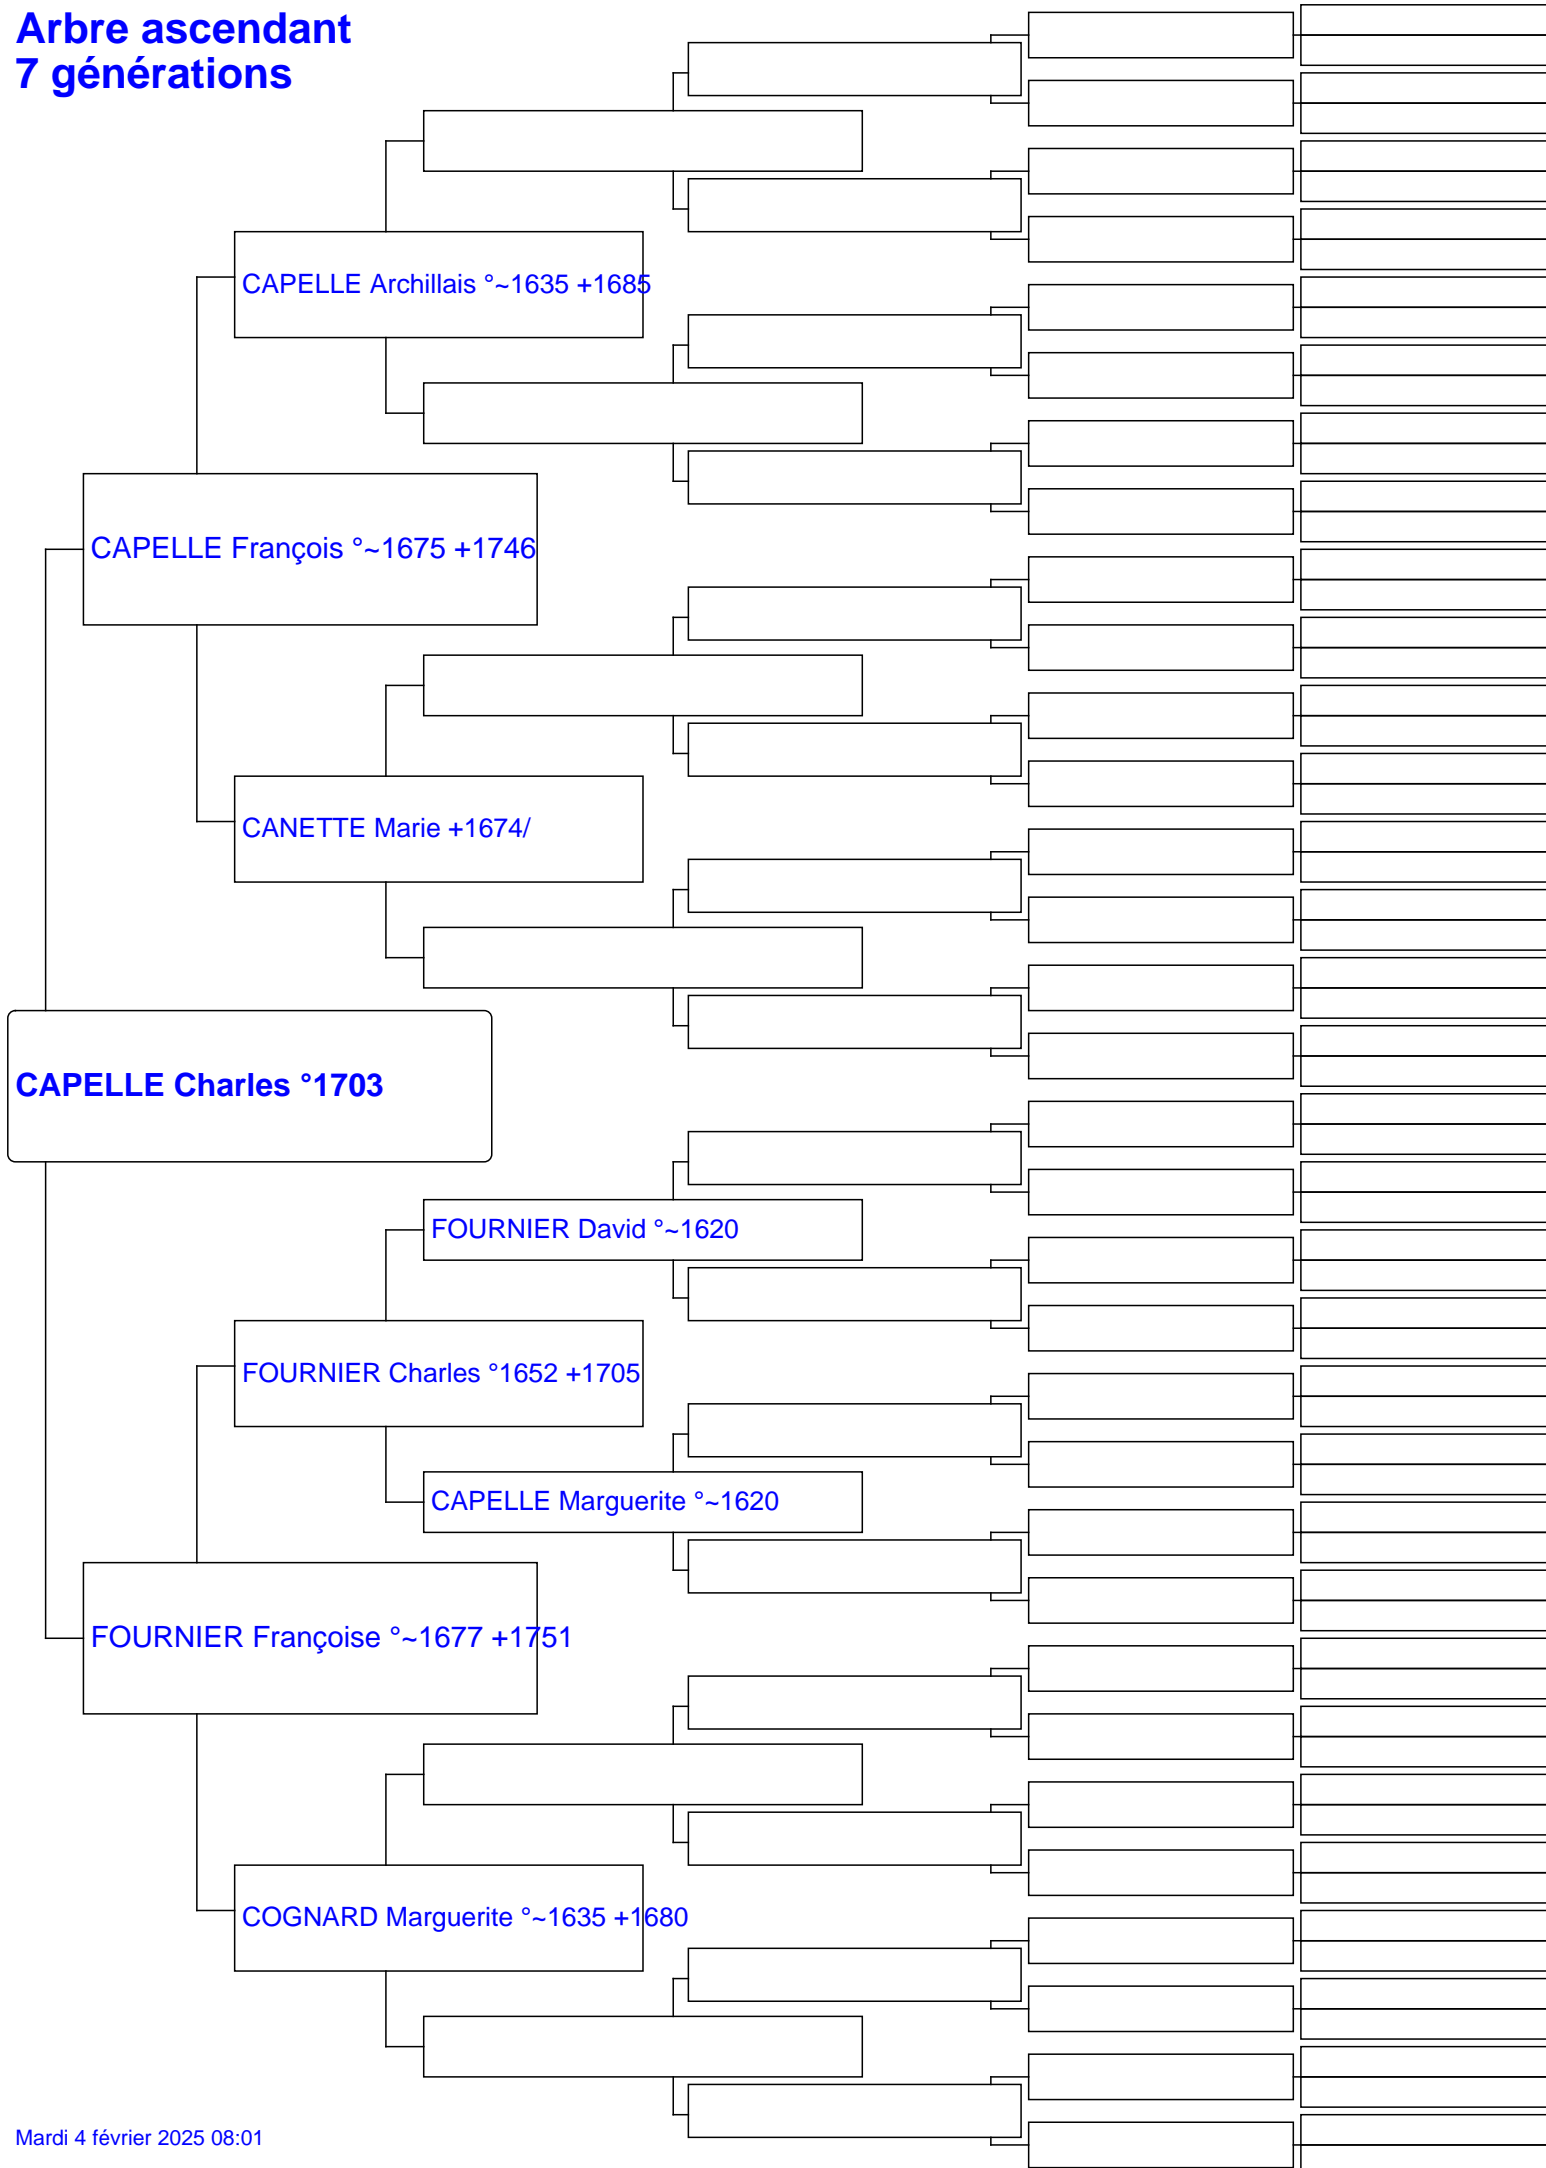 Arbre ascendant
7 générations
CAPELLE Archillais °~1635 +1685
CAPELLE François °~1675 +1746
CANETTE Marie +1674/
CAPELLE Charles °1703
FOURNIER David °~1620
FOURNIER Charles °1652 +1705
CAPELLE Marguerite °~1620
FOURNIER Françoise °~1677 +1751
COGNARD Marguerite °~1635 +1680
Mardi 4 février 2025 08:01